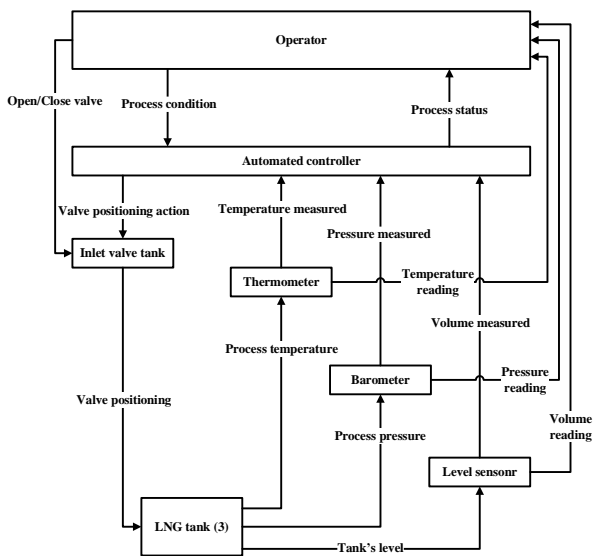 Operator
Open/Close valve
Process condition
Process status
Automated controller
Valve positioning action
Temperature measured
Pressure measured
Inlet valve tank
Thermometer
Temperature
reading
Volume measured
Process temperature
Barometer
Pressure
reading
Valve positioning
Volume
reading
Process pressure
Level sensonr
LNG tank (3)
Tank's level